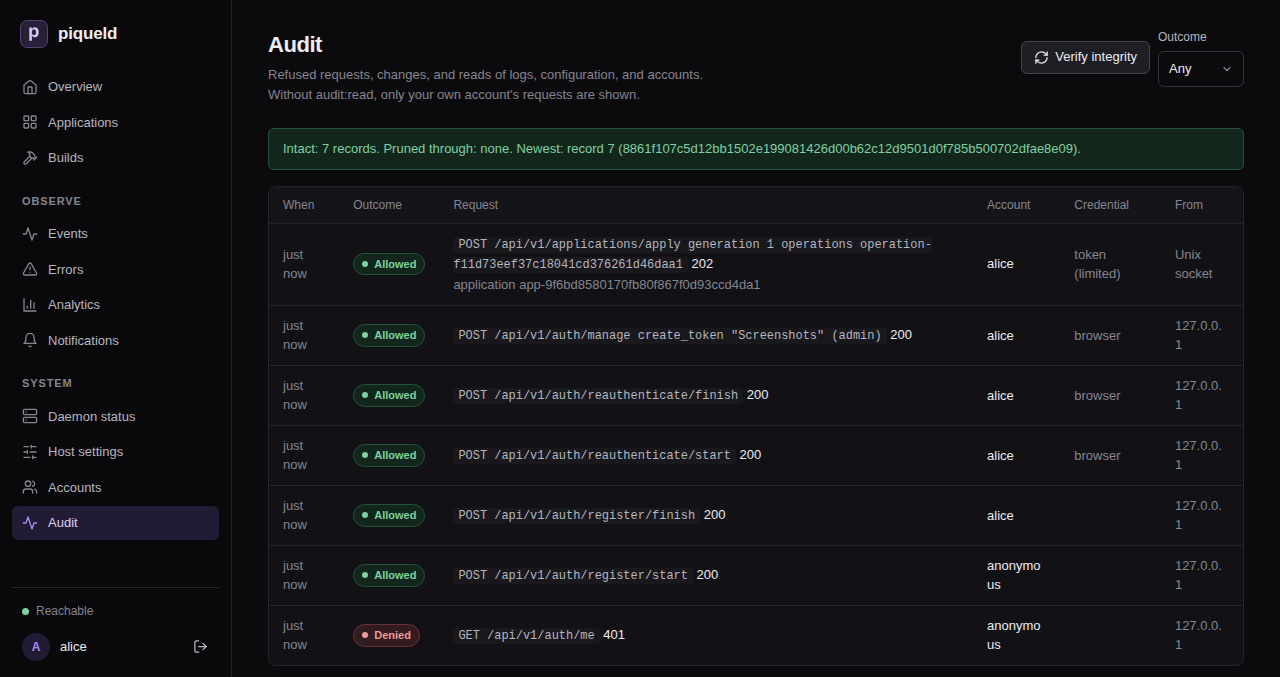 p piqueld
Overview
Applications
Builds
OBSERVE
Events
Errors
Analytics
Notifications
SYSTEM
Daemon status
Host settings
Accounts
Audit
Reachable
A alice
Audit
Refused requests, changes, and reads of logs, configuration, and accounts.
Without audit:read, only your own account's requests are shown.
Verify integrity
Outcome
Any
Intact: 7 records. Pruned through: none. Newest: record 7 (8861f107c5d12bb1502e199081426d00b62c12d9501d0f785b500702dfae8e09).
When Outcome Request Account Credential From
just now Allowed POST /api/v1/applications/apply generation 1 operations operation-
f11d73eef37c18041cd376261d46daa1 202
application app-9f6bd8580170fb80f867f0d93ccd4da1 alice token (limited) Unix socket
just now Allowed POST /api/v1/auth/manage create_token "Screenshots" (admin) 200 alice browser 127.0.0.1
just now Allowed POST /api/v1/auth/reauthenticate/finish 200 alice browser 127.0.0.1
just now Allowed POST /api/v1/auth/reauthenticate/start 200 alice browser 127.0.0.1
just now Allowed POST /api/v1/auth/register/finish 200 alice 127.0.0.1
just now Allowed POST /api/v1/auth/register/start 200 anonymous 127.0.0.1
just now Denied GET /api/v1/auth/me 401 anonymous 127.0.0.1